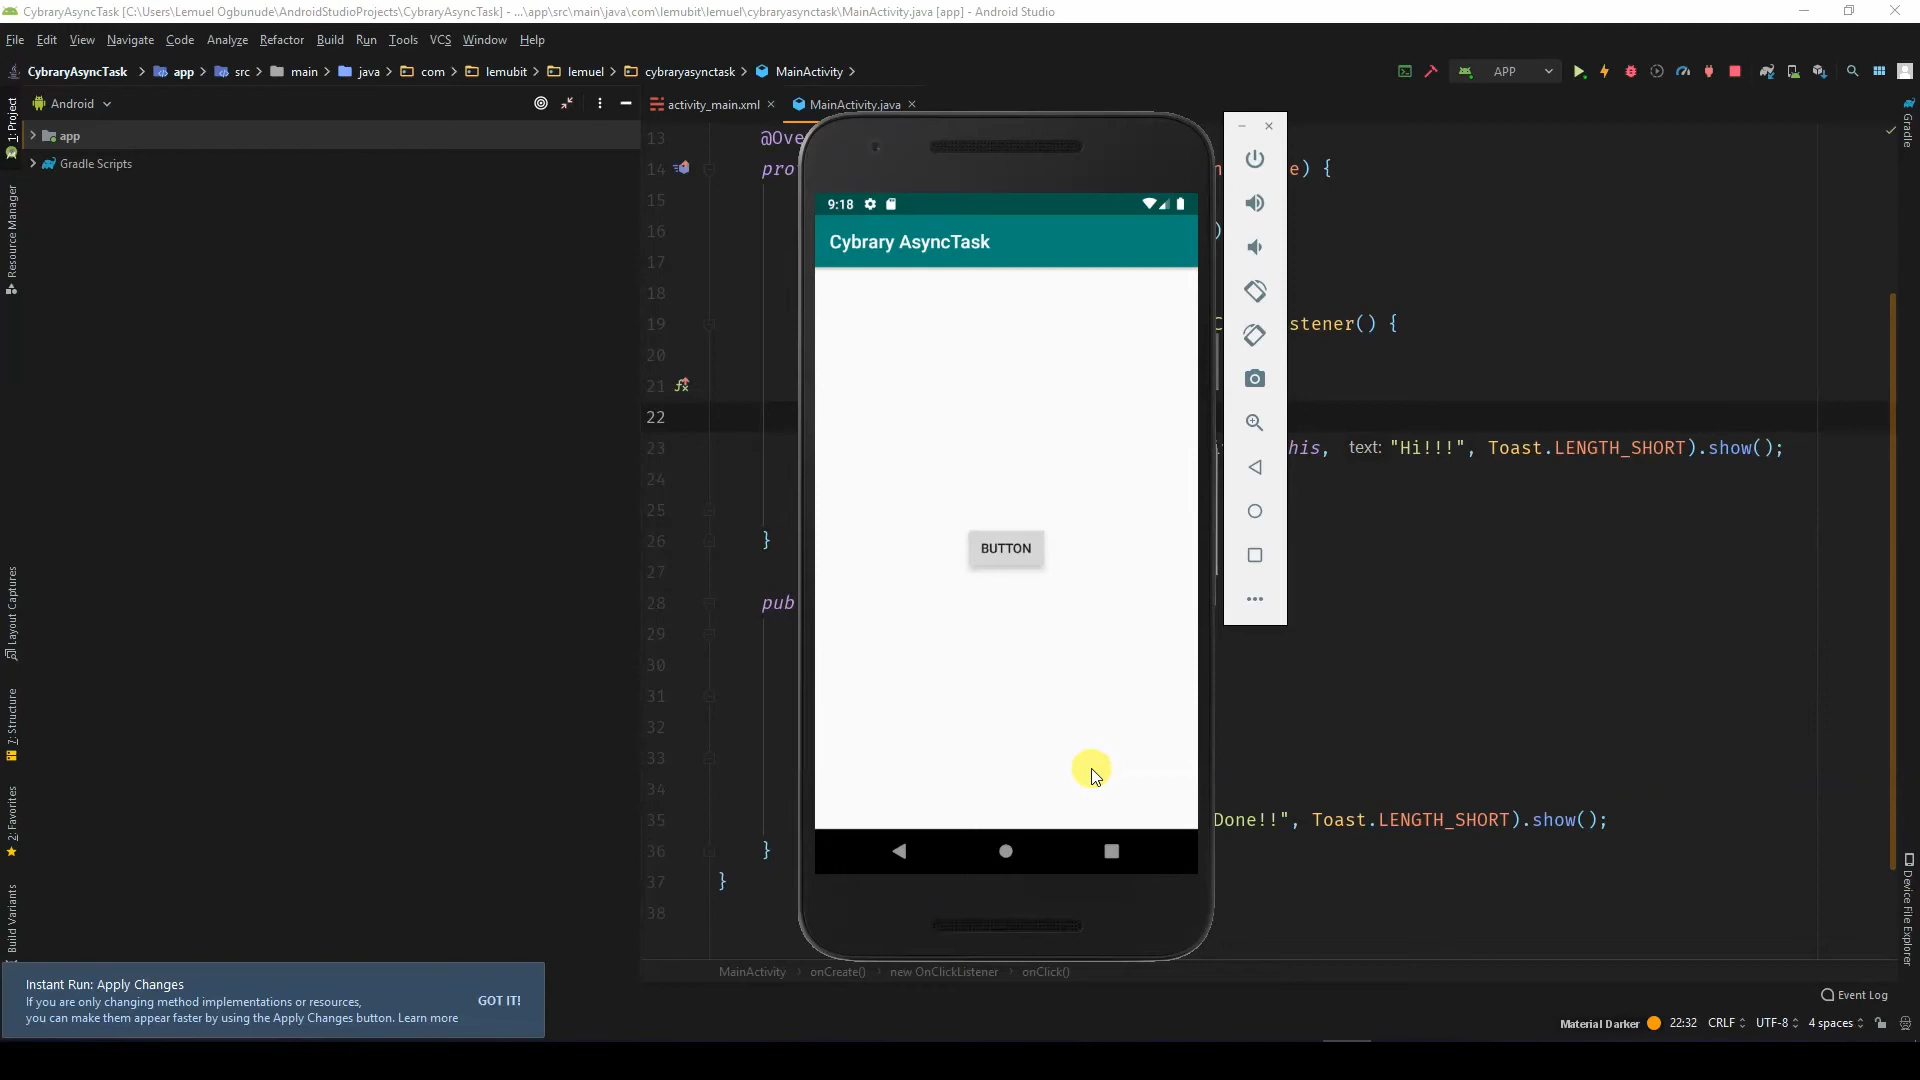 CybraryAsyncTask [C:\Users\Lemuel Ogbunude\AndroidStudioProjects\CybraryAsyncTask] - ...\app\src\main\java\com\lemubit\lemuel\cybraryasynctask\MainActivity.java [app] - Android Studio
File Edit View Navigate Code Analyze Refactor Build Run Tools VCS Window Help
CybraryAsyncTask app src main java com lemubit lemuel cybraryasynctask MainActivity
APP
Android
activity_main.xml
MainActivity.java
1: Project
Resource Manager
Layout Captures
7: Structure
2: Favorites
Build Variants
app
Gradle Scripts
13 @Ove
14 pro e) {
15
16 )
17
18
19 stener() {
20
21
22
23 his, text: "Hi!!!", Toast.LENGTH_SHORT).show();
24
25
26 }
27
28 pub
29
30
31
32
33
34
35 Done!!", Toast.LENGTH_SHORT).show();
36 }
37 }
38
9:18
Cybrary AsyncTask
BUTTON
Gradle
Device File Explorer
MainActivity onCreate() new OnClickListener onClick()
Instant Run: Apply Changes
If you are only changing method implementations or resources,
you can make them appear faster by using the Apply Changes button. Learn more
GOT IT!
Event Log
Material Darker 22:32 CRLF UTF-8 4 spaces